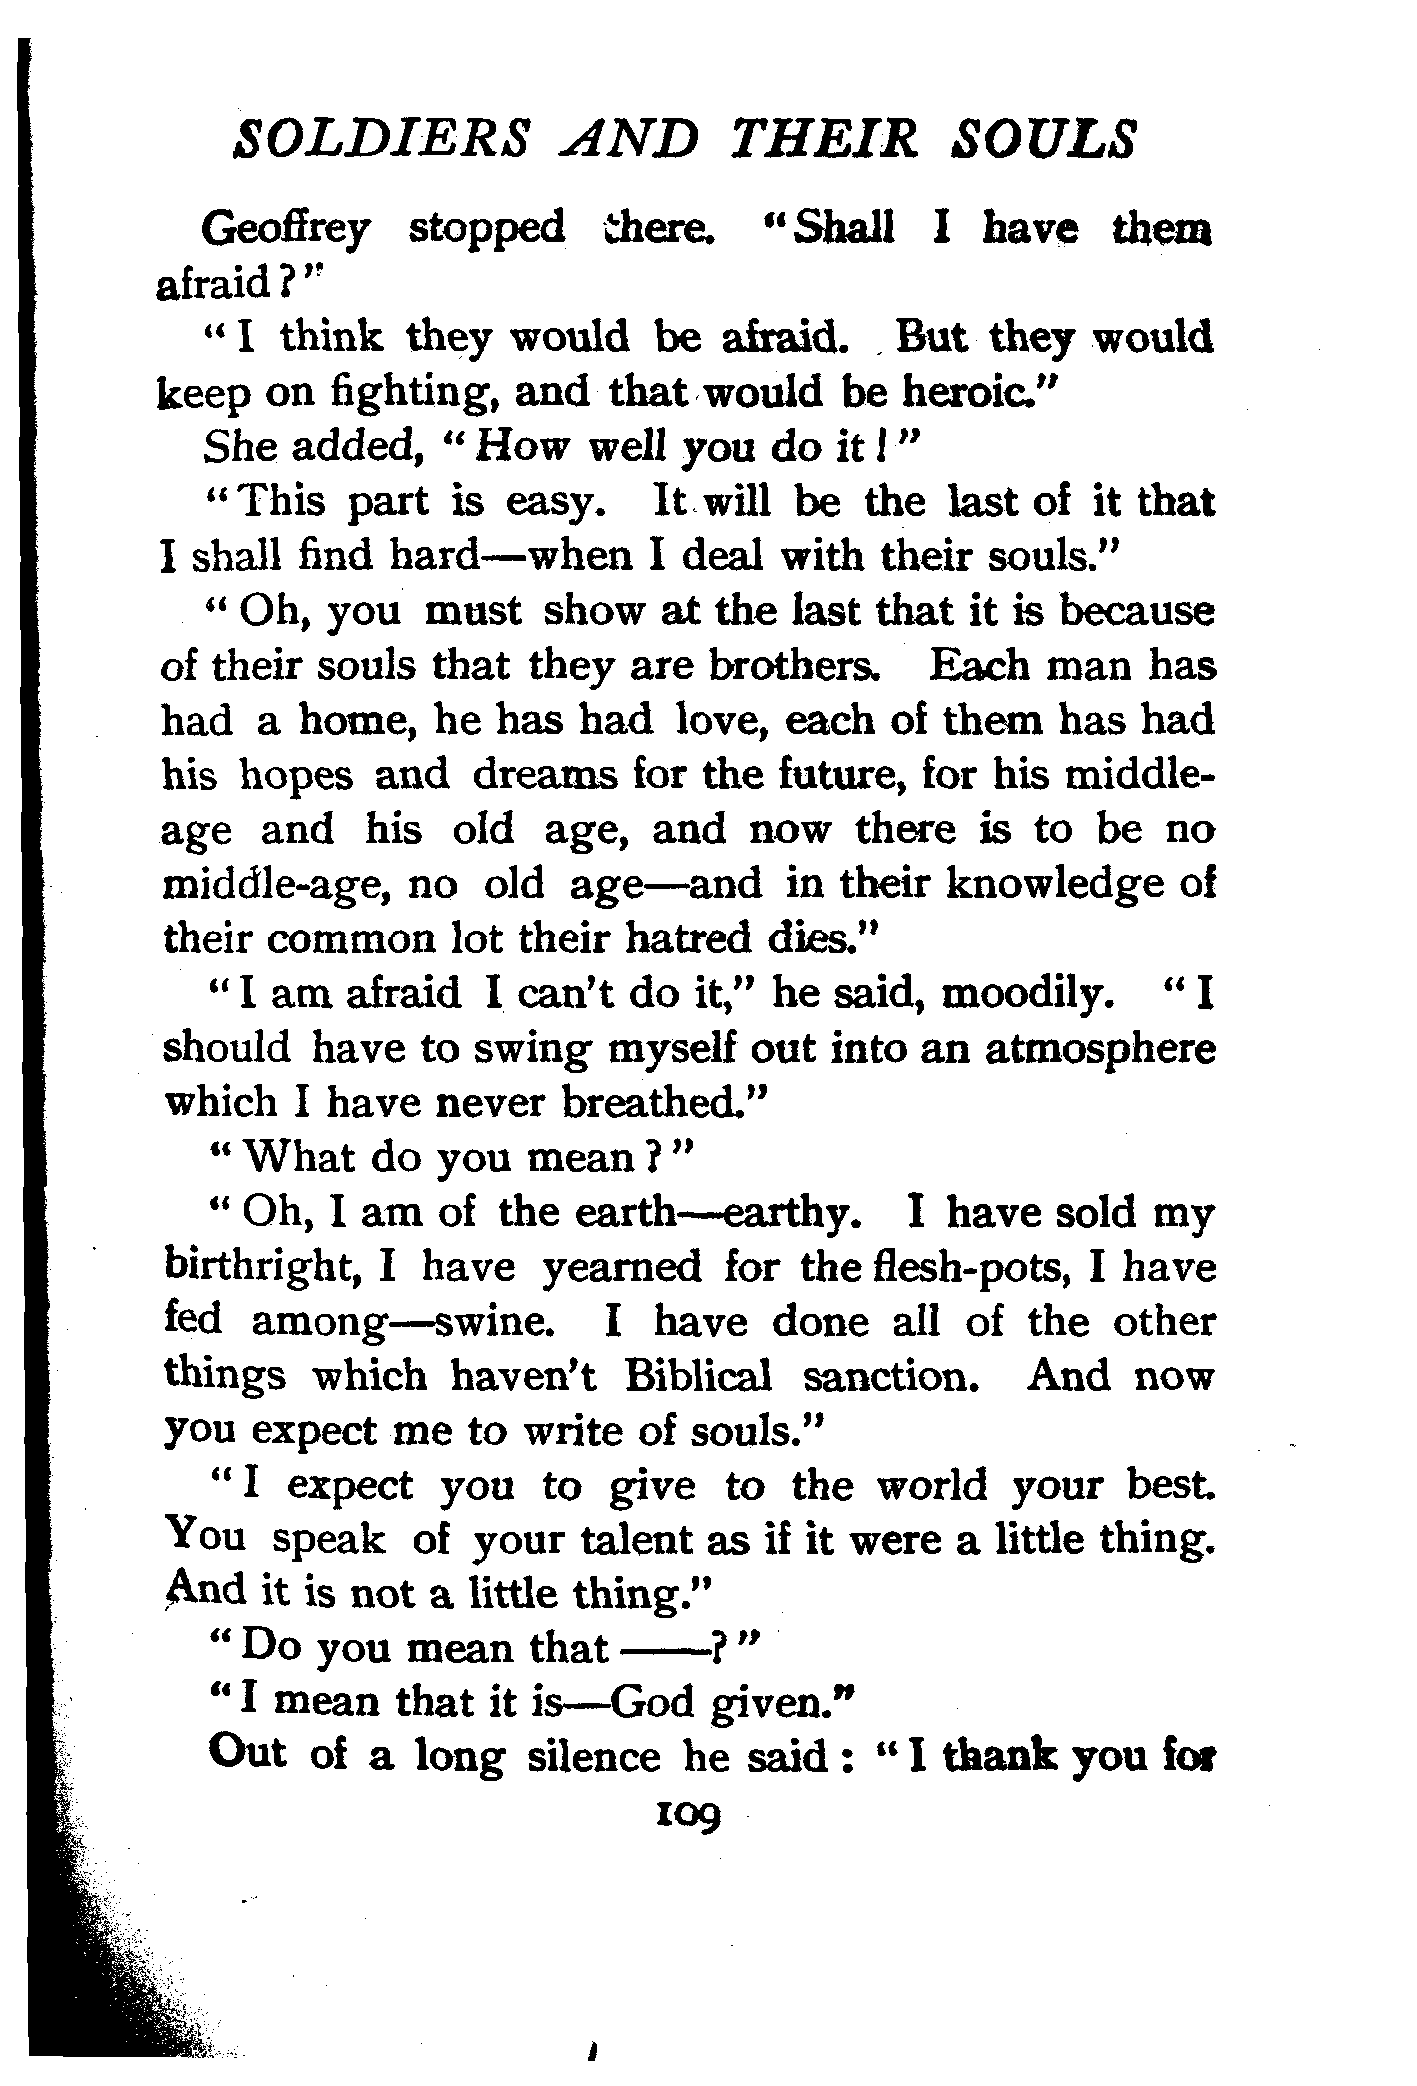 SOLDIERS AND THEIR SOULS
Geoffrey stopped there. "Shall I have them
afraid?"
"I think they would be afraid. But they would
keep on fighting, and that would be heroic."
She added, "How well you do it!"
"This part is easy. It will be the last of it that
I shall find hard—when I deal with their souls."
"Oh, you must show at the last that it is because
of their souls that they are brothers. Each man has
had a home, he has had love, each of them has had
his hopes and dreams for the future, for his middle-
age and his old age, and now there is to be no
middle-age, no old age—and in their knowledge of
their common lot their hatred dies."
"I am afraid I can't do it," he said, moodily. "I
should have to swing myself out into an atmosphere
which I have never breathed."
"What do you mean?"
"Oh, I am of the earth—earthy. I have sold my
birthright, I have yearned for the flesh-pots, I have
fed among—swine. I have done all of the other
things which haven't Biblical sanction. And now
you expect me to write of souls."
"I expect you to give to the world your best.
You speak of your talent as if it were a little thing.
And it is not a little thing."
"Do you mean that ——?"
"I mean that it is—God given."
Out of a long silence he said: "I thank you for
109